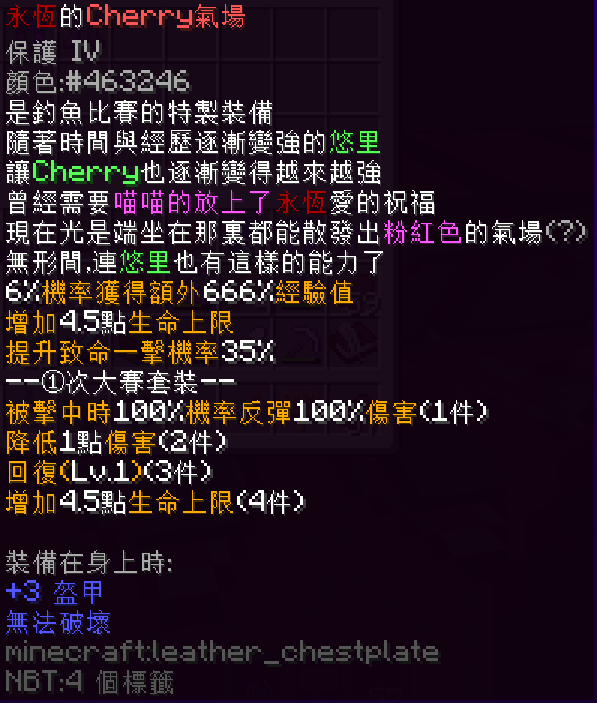 永恆的Cherry氣場
保護 IV
顏色:#463246
是釣魚比賽的特製裝備
隨著時間與經歷逐漸變強的悠里
讓Cherry也逐漸變得越來越強
曾經需要喵喵的放上了永恆愛的祝福
現在光是端坐在那裏都能散發出粉紅色的氣場(?)
無形間,連悠里也有這樣的能力了
6%機率獲得額外666%經驗值
增加4.5點生命上限
提升致命一擊機率35%
——①次大賽套裝——
被擊中時100%機率反彈100%傷害(1件)
降低1點傷害(2件)
回復(Lv.1)(3件)
增加4.5點生命上限(4件)
裝備在身上時:
+3 盔甲
無法破壞
minecraft:leather_chestplate
NBT:4 個標籤